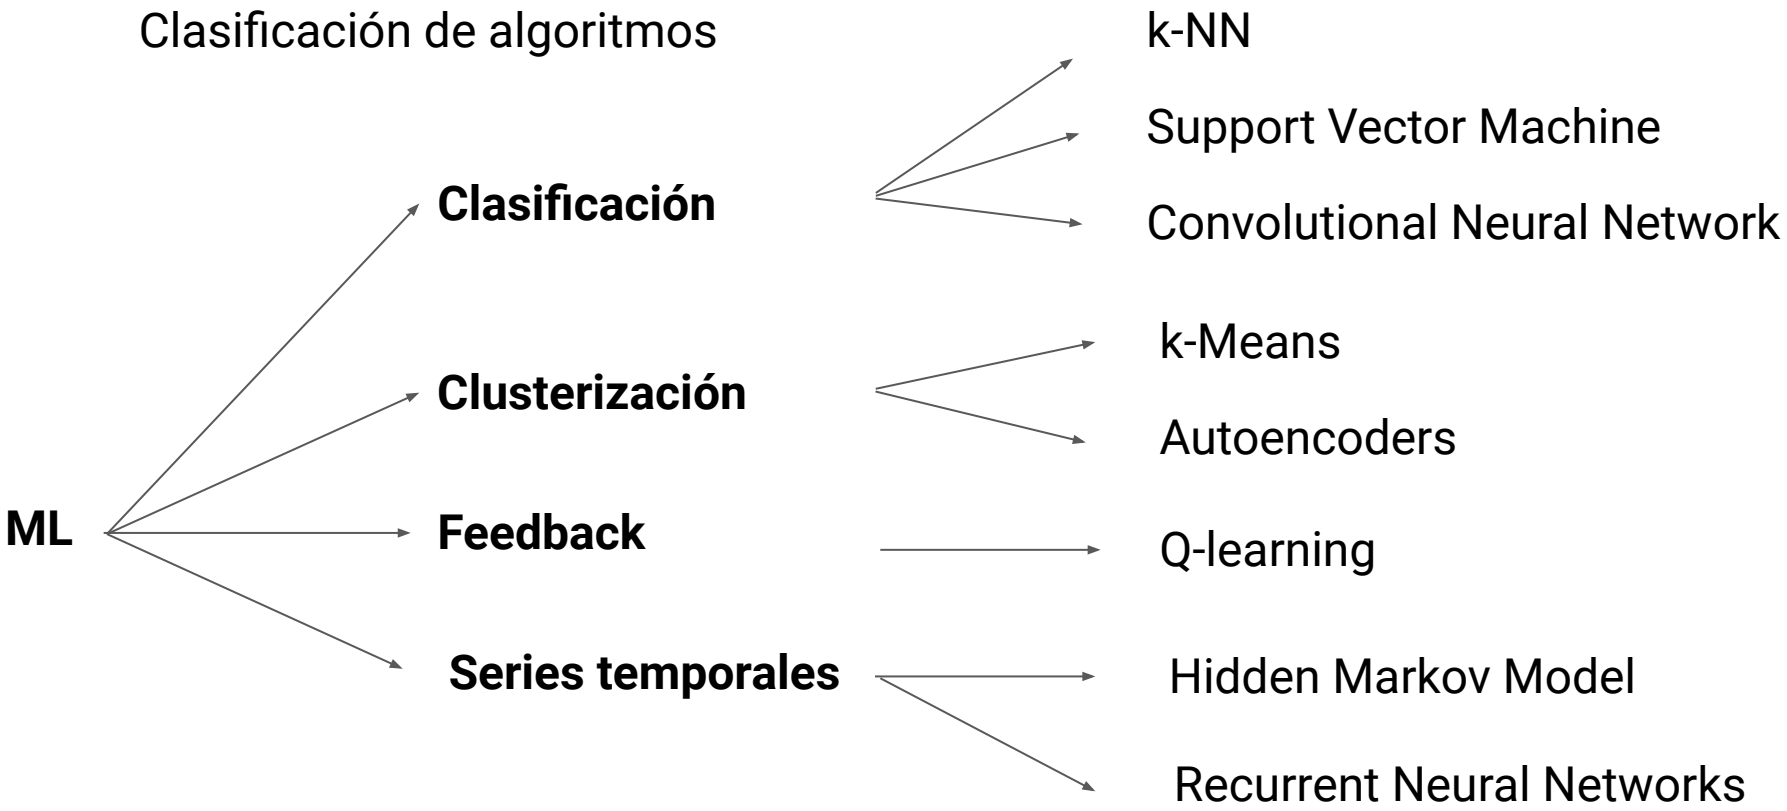 Clasificación de algoritmos
k-NN
Support Vector Machine
Clasificación
Convolutional Neural Network
k-Means
Clusterización
Autoencoders
ML
Feedback
Q-learning
Series temporales
Hidden Markov Model
Recurrent Neural Networks